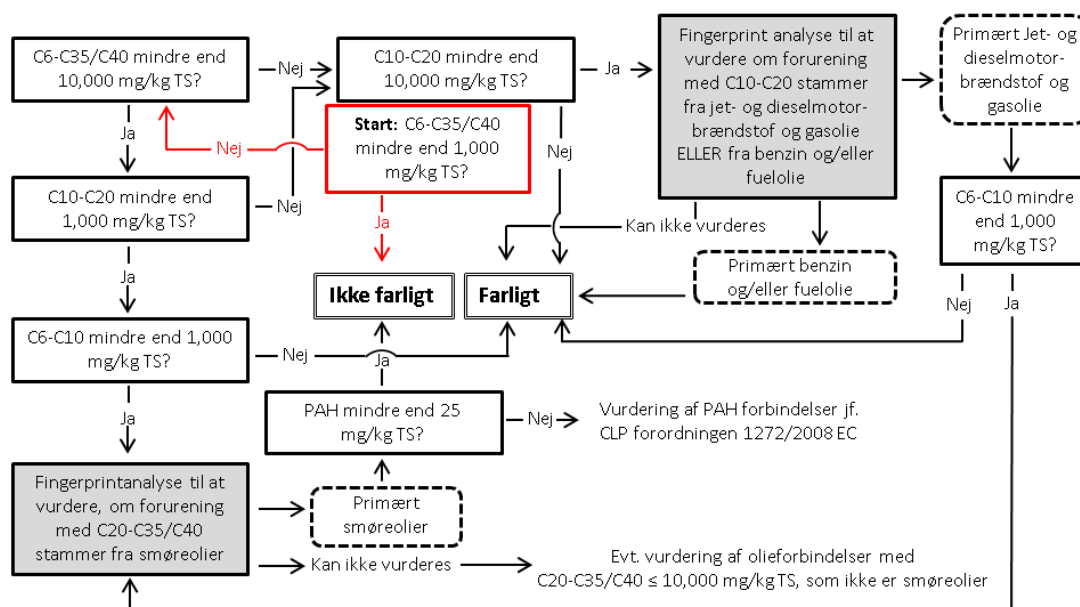 C6-C35/C40 mindre end
10,000 mg/kg TS?
Nej
C10-C20 mindre end
10,000 mg/kg TS?
Ja
Fingerprint analyse til at
vurdere om forurening
med C10-C20 stammer
fra jet- og dieselmotor-
brændstof og gasolie
ELLER fra benzin og/eller
fuelolie
Primært Jet- og
dieselmotor-
brændstof og
gasolie
Ja
Nej
Start: C6-C35/C40
mindre end 1,000
mg/kg TS?
Nej
C10-C20 mindre end
1,000 mg/kg TS?
Nej
Ja
Kan ikke vurderes
C6-C10 mindre
end 1,000
mg/kg TS?
Ja
Ikke farligt
Farligt
Primært benzin
og/eller fuelolie
Nej
Ja
C6-C10 mindre end 1,000
mg/kg TS?
Nej
Ja
Ja
PAH mindre end 25
mg/kg TS?
Nej
Vurdering af PAH forbindelser jf.
CLP forordningen 1272/2008 EC
Fingerprintanalyse til at
vurdere, om forurening
med C20-C35/C40
stammer fra smøreolier
Primært
smøreolier
Kan ikke vurderes
Evt. vurdering af olieforbindelser med
C20-C35/C40 ≤ 10,000 mg/kg TS, som ikke er smøreolier